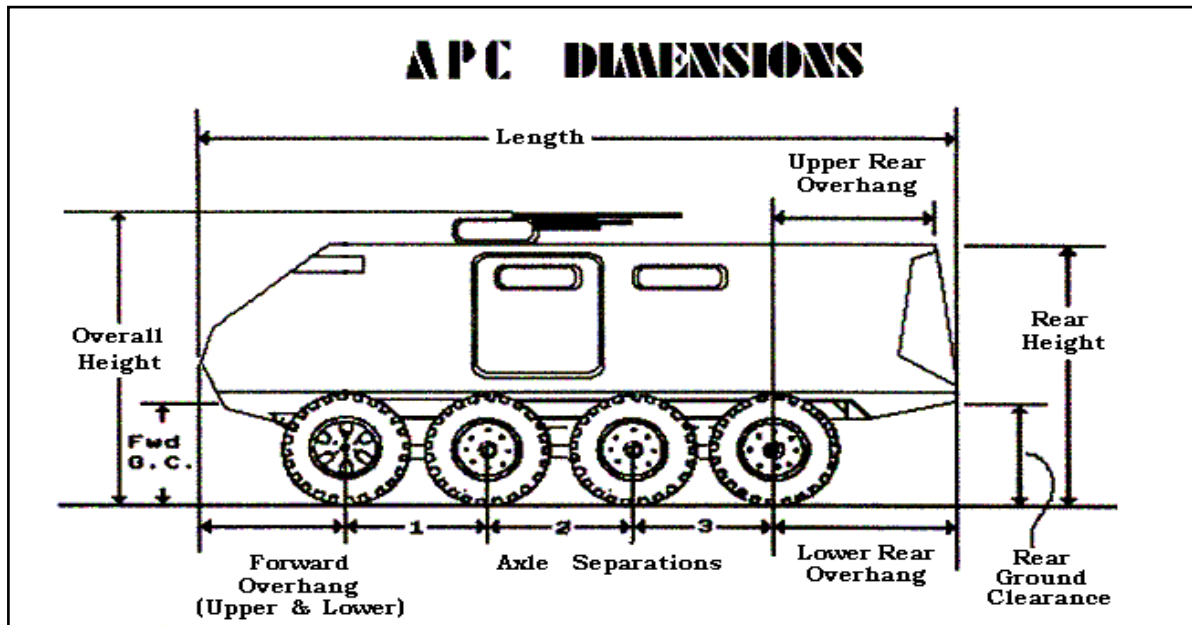 APC DIMENSIONS
Length
Upper Rear
Overhang
Overall
Height
Rear
Height
Fwd
G.C.
1
2
3
Forward
Overhang
(Upper & Lower)
Axle Separations
Lower Rear
Overhang
Rear
Ground
Clearance